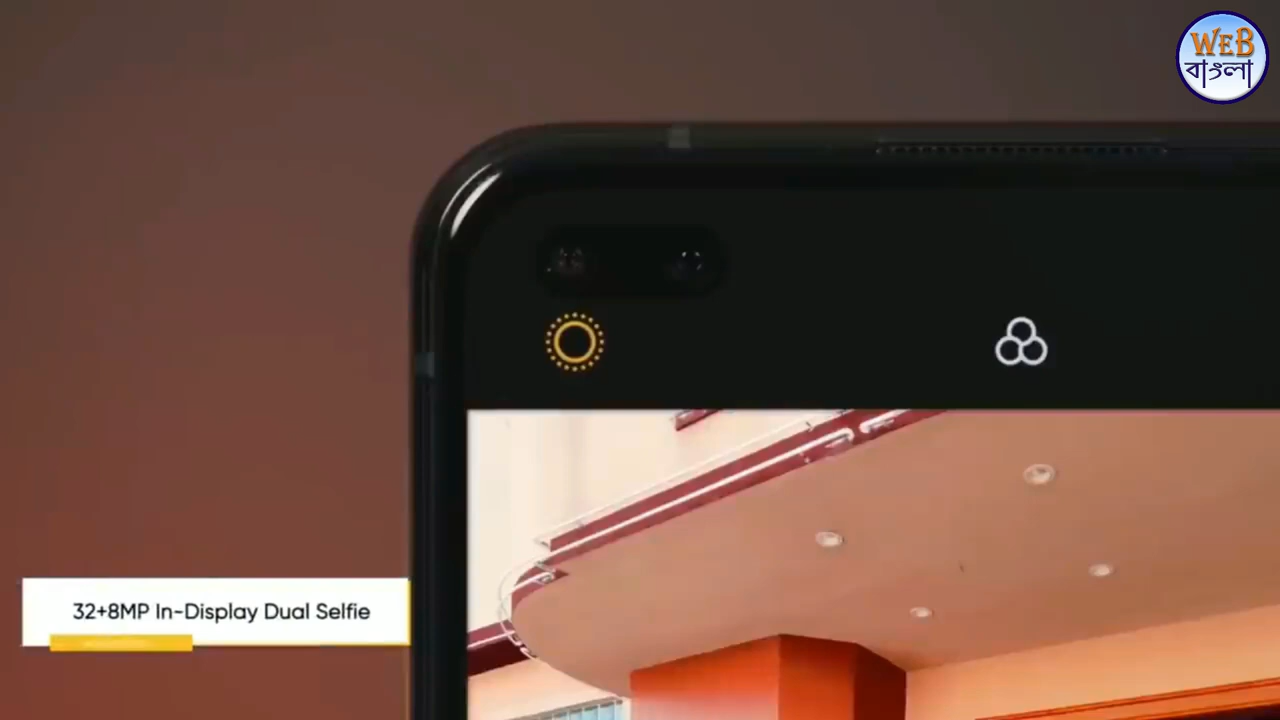 WEB
বাংলা
32+8MP In-Display Dual Selfie